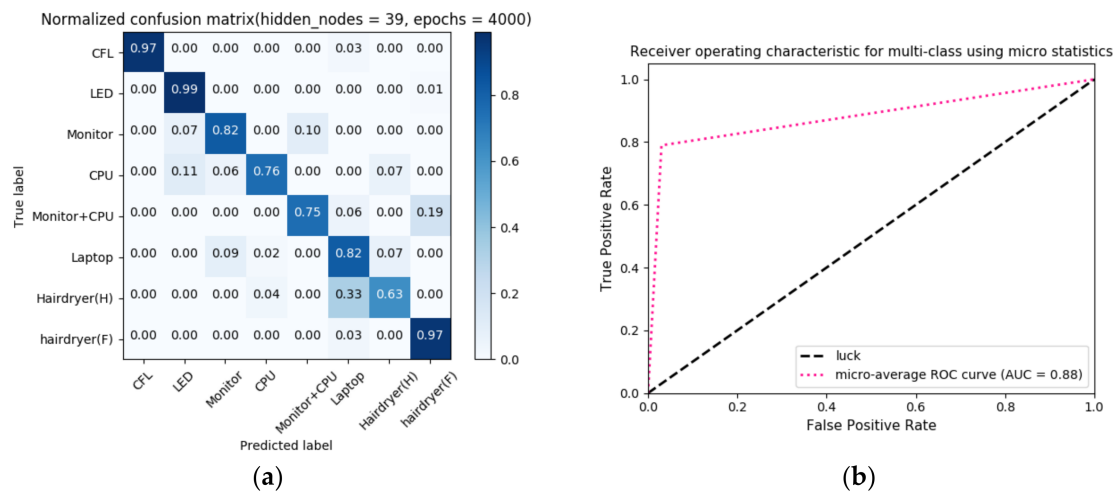 Normalized confusion matrix(hidden_nodes = 39, epochs = 4000)
CFL 0.97 0.00 0.00 0.00 0.00 0.03 0.00 0.00
LED 0.00 0.99 0.00 0.00 0.00 0.00 0.00 0.01
Monitor 0.00 0.07 0.82 0.00 0.10 0.00 0.00 0.00
CPU 0.00 0.11 0.06 0.76 0.00 0.00 0.07 0.00
Monitor+CPU 0.00 0.00 0.00 0.00 0.75 0.06 0.00 0.19
Laptop 0.00 0.00 0.09 0.02 0.00 0.82 0.07 0.00
Hairdryer(H) 0.00 0.00 0.00 0.04 0.00 0.33 0.63 0.00
hairdryer(F) 0.00 0.00 0.00 0.00 0.00 0.03 0.00 0.97
True label
CFL LED Monitor CPU Monitor+CPU Laptop Hairdryer(H) hairdryer(F)
Predicted label
0.8
0.6
0.4
0.2
0.0
(a)
Receiver operating characteristic for multi-class using micro statistics
True Positive Rate
1.0
0.8
0.6
0.4
0.2
0.0
luck
micro-average ROC curve (AUC = 0.88)
0.0 0.2 0.4 0.6 0.8 1.0
False Positive Rate
(b)